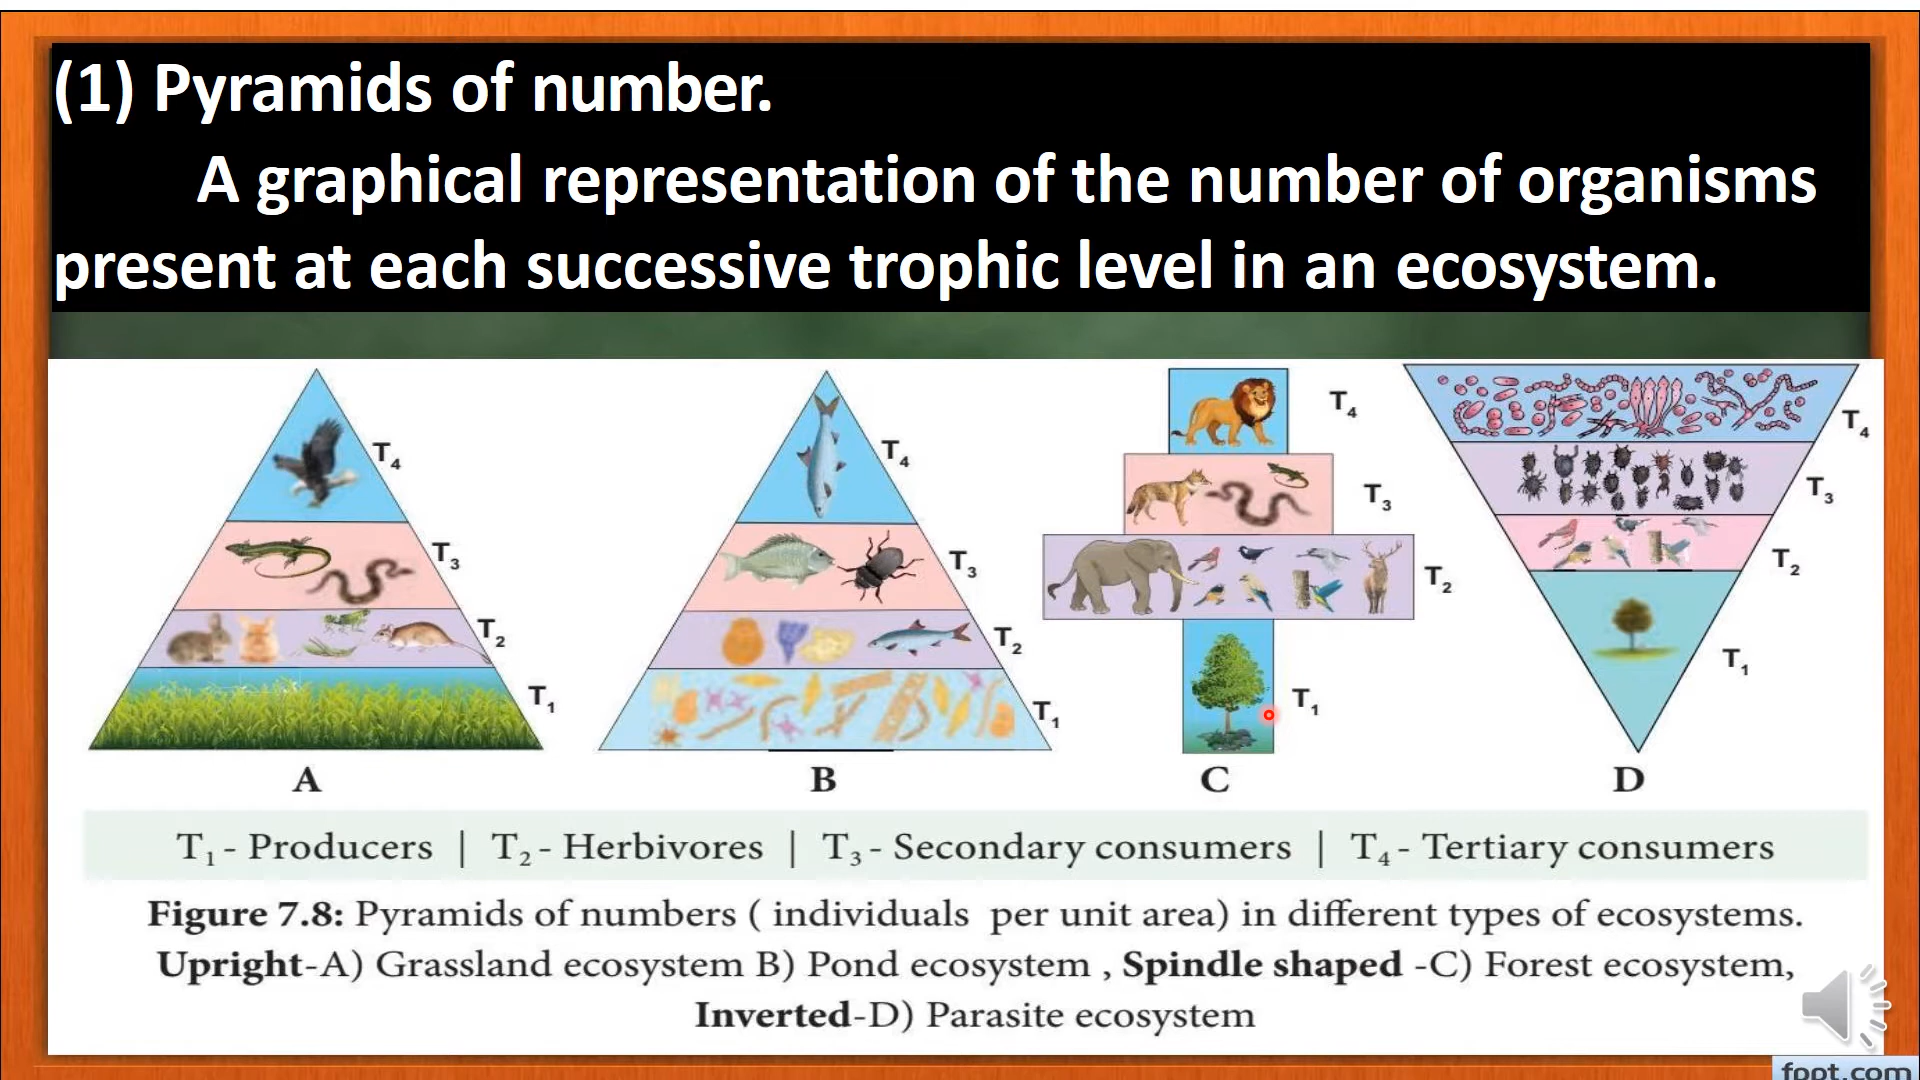 (1) Pyramids of number.
A graphical representation of the number of organisms
present at each successive trophic level in an ecosystem.
T₄
T₃
T₂
T₁
A
T₄
T₃
T₂
T₁
B
T₄
T₃
T₂
T₁
C
T₄
T₃
T₂
T₁
D
T₁ - Producers | T₂ - Herbivores | T₃ - Secondary consumers | T₄ - Tertiary consumers
Figure 7.8: Pyramids of numbers ( individuals per unit area) in different types of ecosystems.
Upright-A) Grassland ecosystem B) Pond ecosystem , Spindle shaped -C) Forest ecosystem,
Inverted-D) Parasite ecosystem
fppt.com